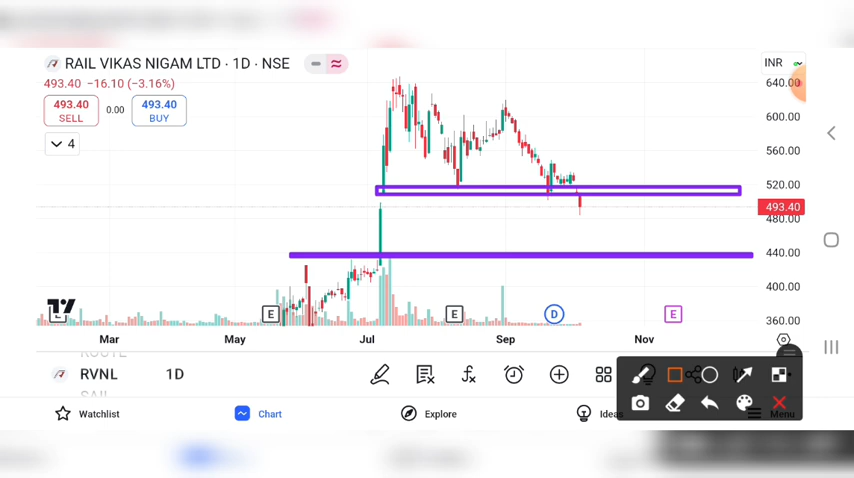 RAIL VIKAS NIGAM LTD · 1D · NSE
INR
493.40 −16.10 (−3.16%)
493.40 SELL
0.00
493.40 BUY
4
640.00
600.00
560.00
520.00
493.40
480.00
440.00
400.00
360.00
E
E
D
E
Mar
May
Jul
Sep
Nov
ROUTE
RVNL
1D
SAIL
Watchlist
Chart
Explore
Ideas
Menu